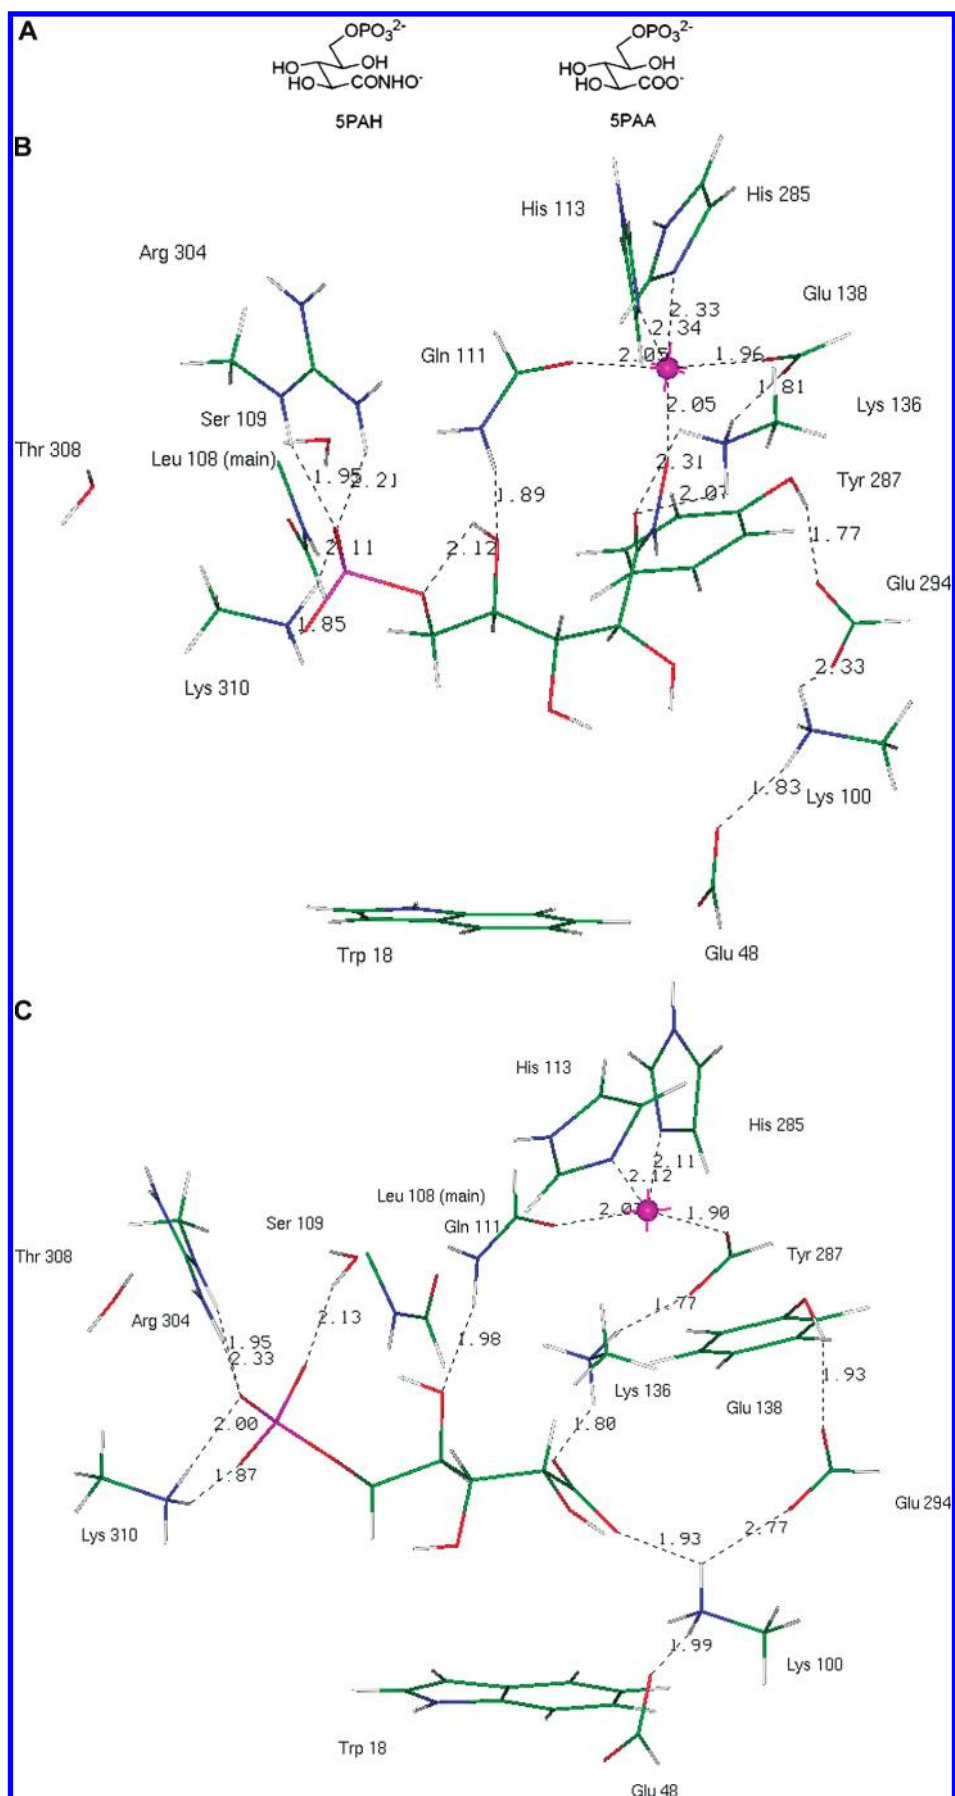 A
OPO₃²⁻ OPO₃²⁻
HO OH HO OH
HO CONHO⁻ HO COO⁻
5PAH 5PAA
B
His 113 His 285
Arg 304
Glu 138
2.33
2.34
Gln 111 2.05 1.96
1.81
Ser 109 2.05 Lys 136
Thr 308 Leu 108 (main) 2.31
1.95 2.21 Tyr 287
1.89 2.07
2.11 2.12 1.77
Glu 294
1.85
Lys 310 2.33
1.83 Lys 100
Trp 18 Glu 48
C
His 113
His 285
2.11
2.12
Leu 108 (main)
Ser 109 Gln 111 2.07 1.90
Thr 308 Tyr 287
Arg 304 2.13 1.77
1.95 1.98
2.33 Lys 136 1.93
2.00 1.80 Glu 138
1.87
Lys 310 Glu 294
1.93 2.77
1.99 Lys 100
Trp 18
Glu 48